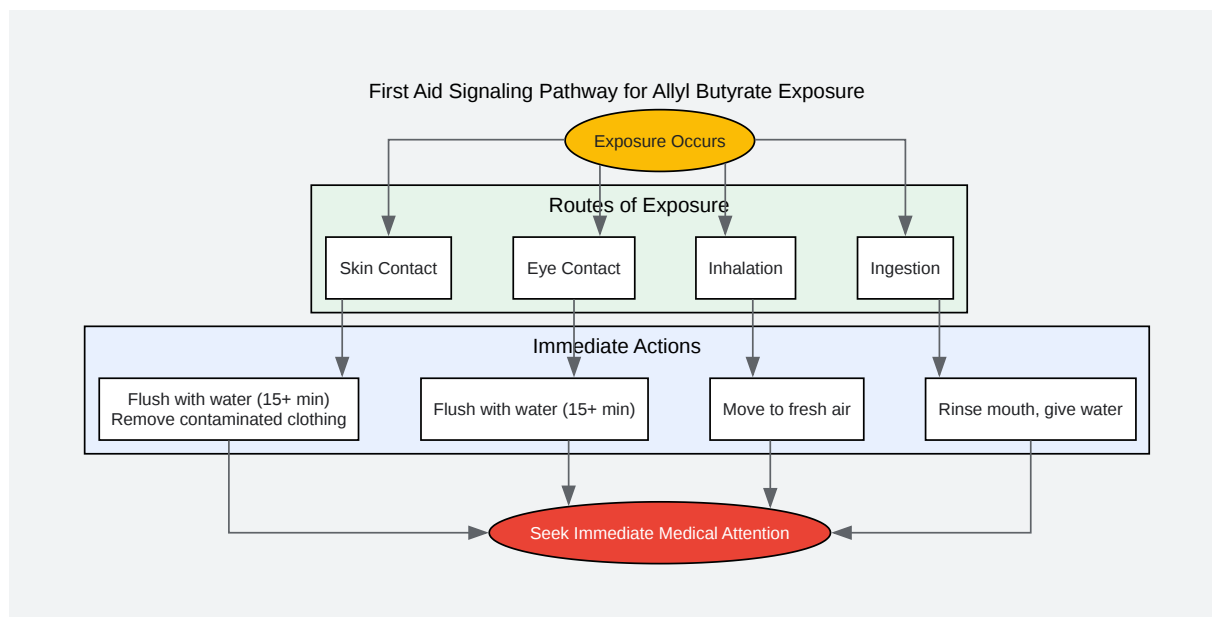 First Aid Signaling Pathway for Allyl Butyrate Exposure
Exposure Occurs
Routes of Exposure
Skin Contact
Eye Contact
Inhalation
Ingestion
Immediate Actions
Flush with water (15+ min)
Remove contaminated clothing
Flush with water (15+ min)
Move to fresh air
Rinse mouth, give water
Seek Immediate Medical Attention